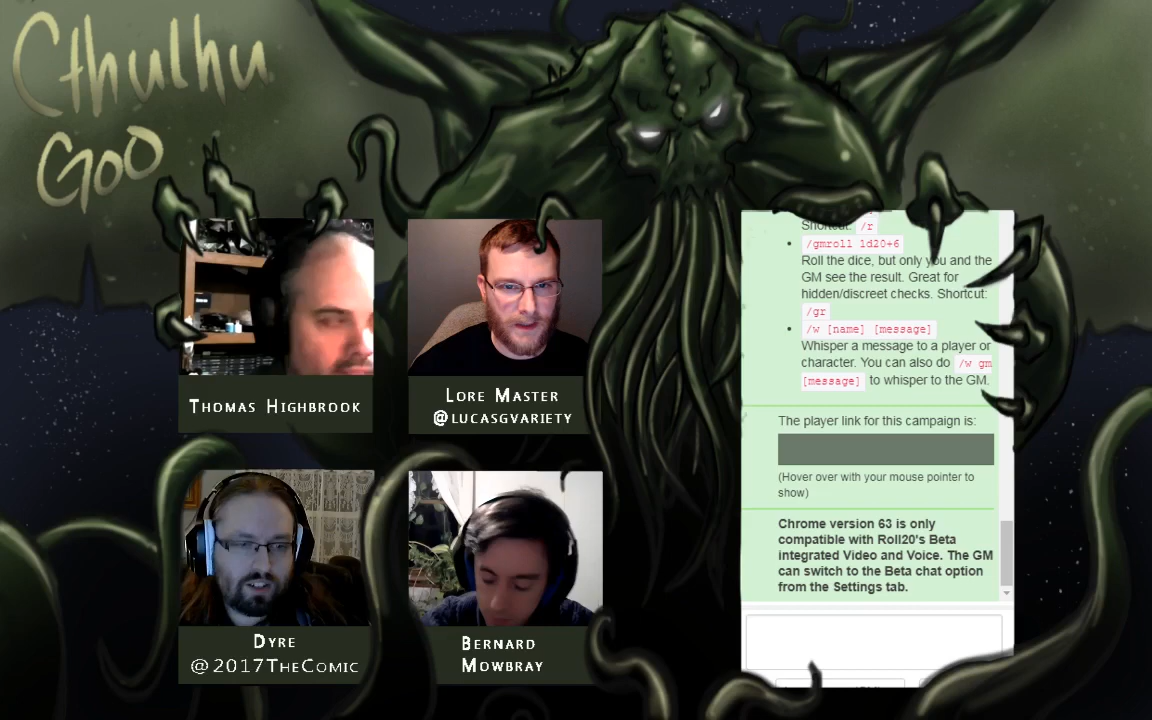 Cthulhu
Goo
Thomas Highbrook
Lore Master
@lucasgvariety
Dyre
@2017TheComic
Bernard
Mowbray
Shortcut: /r
/gmroll 1d20+6
Roll the dice, but only you and the
GM see the result. Great for
hidden/discreet checks. Shortcut:
/gr
/w [name] [message]
Whisper a message to a player or
character. You can also do /w gm
[message] to whisper to the GM.
The player link for this campaign is:
(Hover over with your mouse pointer to
show)
Chrome version 63 is only
compatible with Roll20's Beta
integrated Video and Voice. The GM
can switch to the Beta chat option
from the Settings tab.